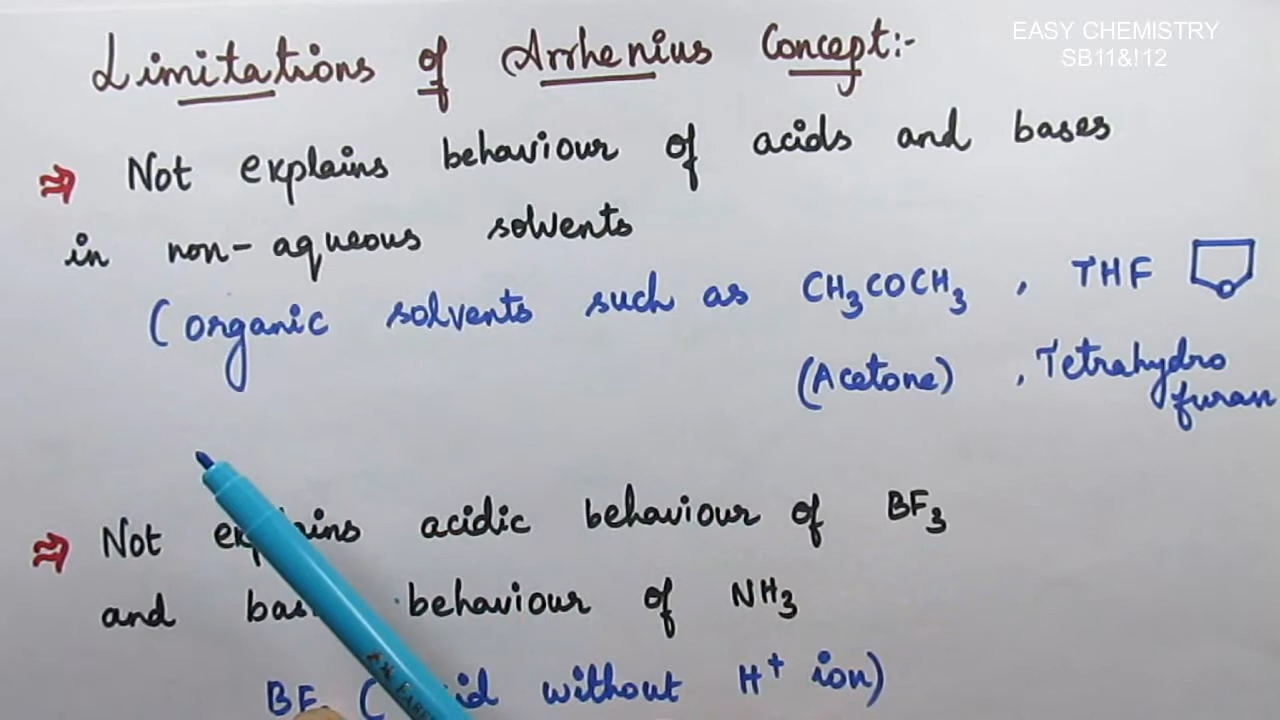 EASY CHEMISTRY
SB11&!12
Limitations of Arrhenius Concept:-
⇒ Not explains behaviour of acids and bases
in non-aqueous solvents
(organic solvents such as CH₃COCH₃ , THF
(Acetone) , Tetrahydro
furan
⇒ Not explains acidic behaviour of BF₃
and behaviour of NH₃
BF ( without H⁺ ion)